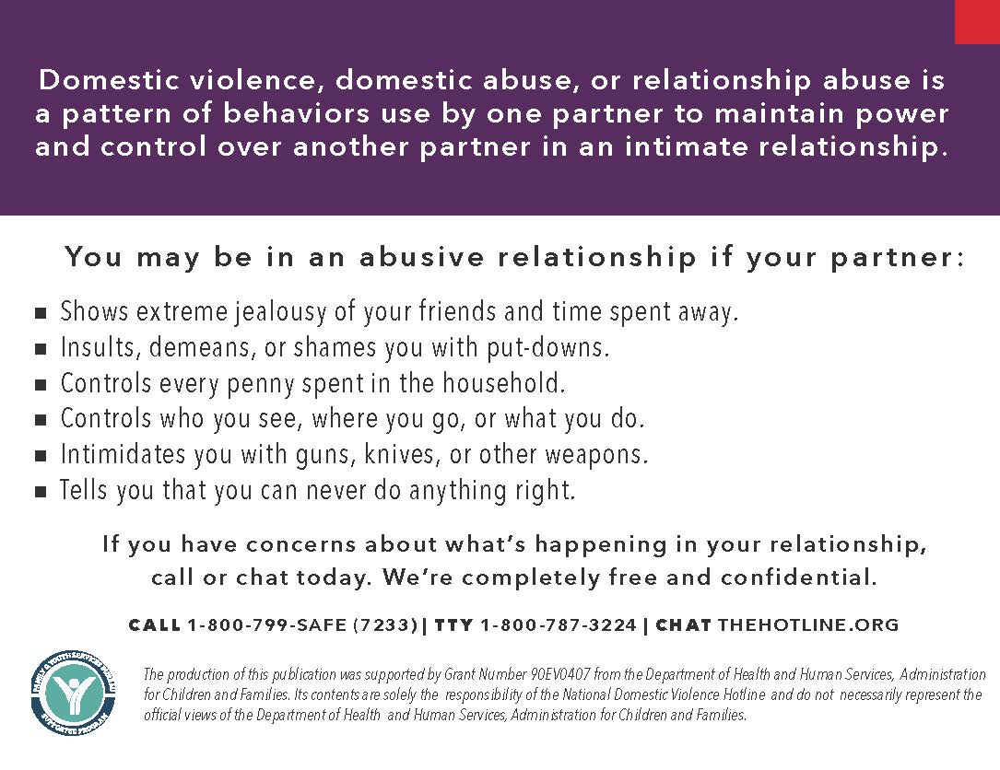 Domestic violence, domestic abuse, or relationship abuse is
a pattern of behaviors use by one partner to maintain power
and control over another partner in an intimate relationship.
You may be in an abusive relationship if your partner:
■ Shows extreme jealousy of your friends and time spent away.
■ Insults, demeans, or shames you with put-downs.
■ Controls every penny spent in the household.
■ Controls who you see, where you go, or what you do.
■ Intimidates you with guns, knives, or other weapons.
■ Tells you that you can never do anything right.
If you have concerns about what’s happening in your relationship,
call or chat today. We’re completely free and confidential.
CALL 1-800-799-SAFE (7233) | TTY 1-800-787-3224 | CHAT THEHOTLINE.ORG
The production of this publication was supported by Grant Number 90EV0407 from the Department of Health and Human Services, Administration
for Children and Families. Its contents are solely the responsibility of the National Domestic Violence Hotline and do not necessarily represent the
official views of the Department of Health and Human Services, Administration for Children and Families.
FAMILY & YOUTH SERVICES
SUPPORTED PROGRAM